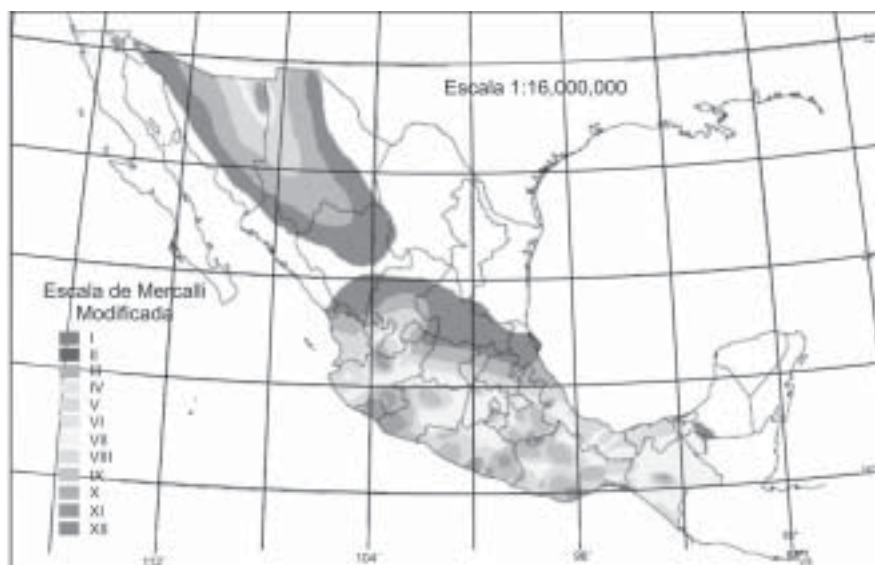 Escala 1:16,000,000
Escala de Mercalli
Modificada
I
II
III
IV
V
VI
VII
VIII
IX
X
XI
XII
112°
104°
96°